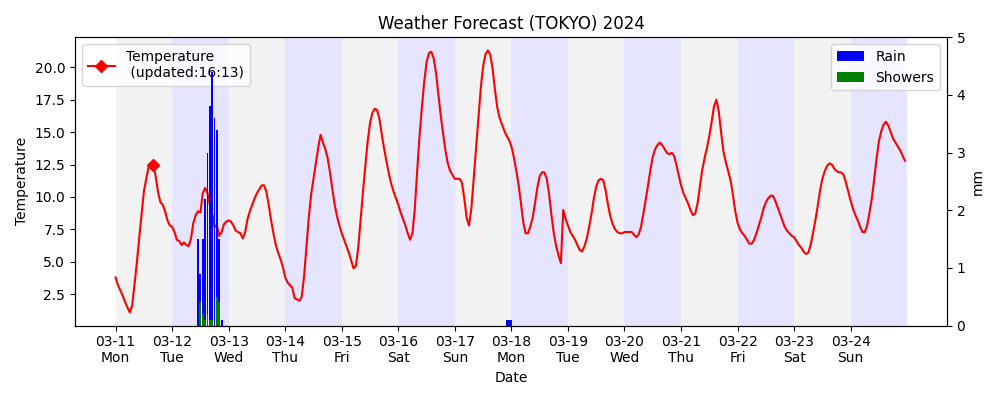 Weather Forecast (TOKYO) 2024
Temperature
(updated:16:13)
Rain
Showers
20.0
17.5
15.0
12.5
10.0
7.5
5.0
2.5
Temperature
5
4
3
2
1
0
mm
03-11 03-12 03-13 03-14 03-15 03-16 03-17 03-18 03-19 03-20 03-21 03-22 03-23 03-24
Mon Tue Wed Thu Fri Sat Sun Mon Tue Wed Thu Fri Sat Sun
Date